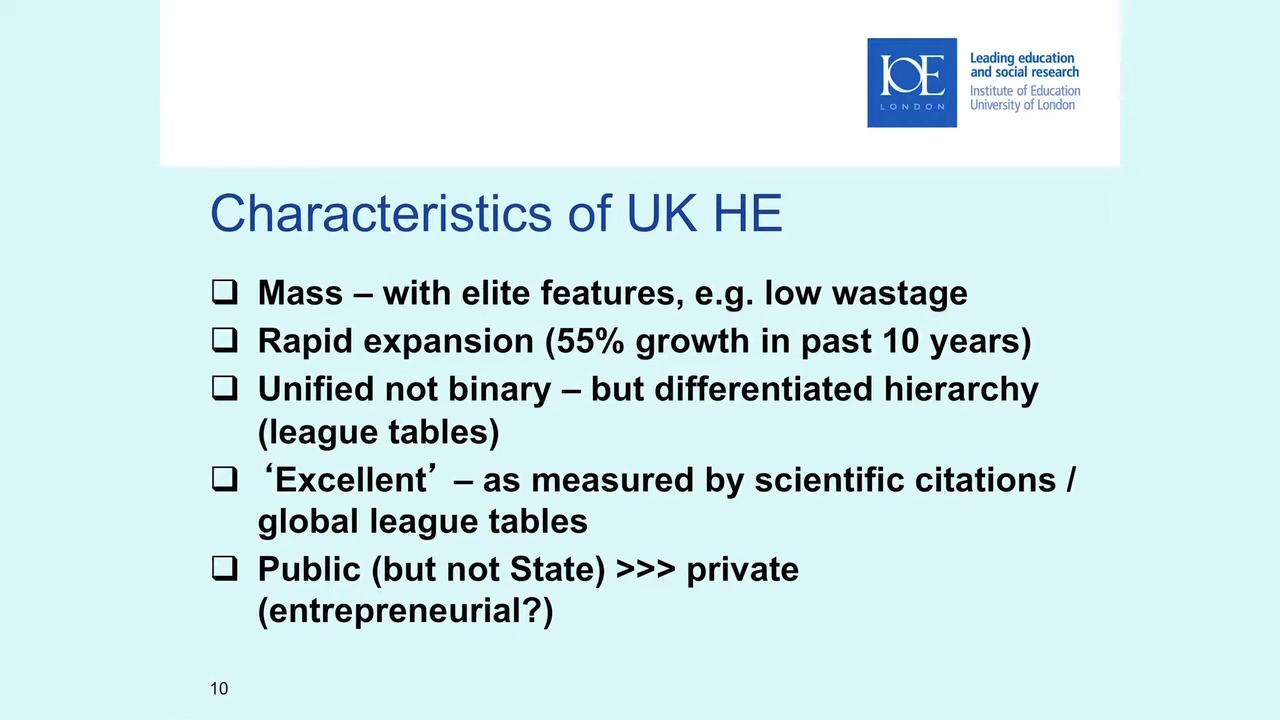 IOE
LONDON
Leading education
and social research
Institute of Education
University of London
Characteristics of UK HE
❑ Mass – with elite features, e.g. low wastage
❑ Rapid expansion (55% growth in past 10 years)
❑ Unified not binary – but differentiated hierarchy
(league tables)
❑ ‘Excellent’ – as measured by scientific citations /
global league tables
❑ Public (but not State) >>> private
(entrepreneurial?)
10